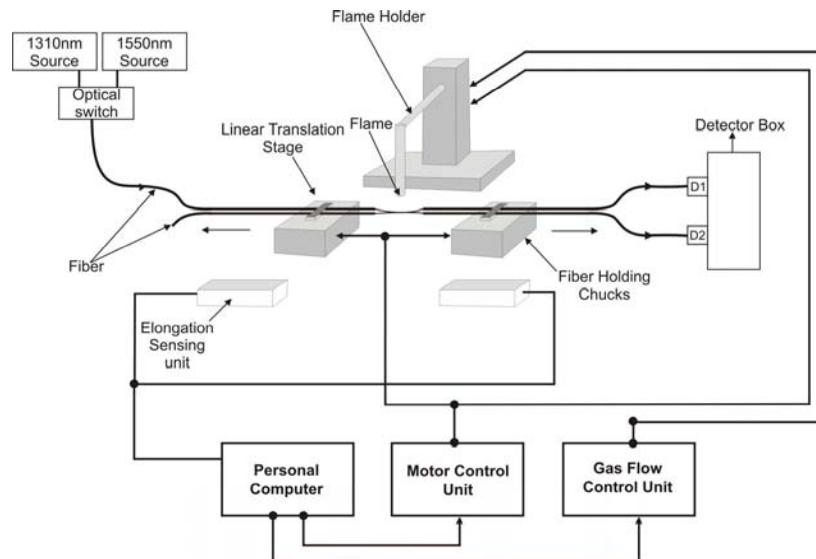 Flame Holder
1310nm
Source
1550nm
Source
Optical
switch
Linear Translation
Stage
Flame
Detector Box
D1
D2
Fiber
Fiber Holding
Chucks
Elongation
Sensing
unit
Personal
Computer
Motor Control
Unit
Gas Flow
Control Unit